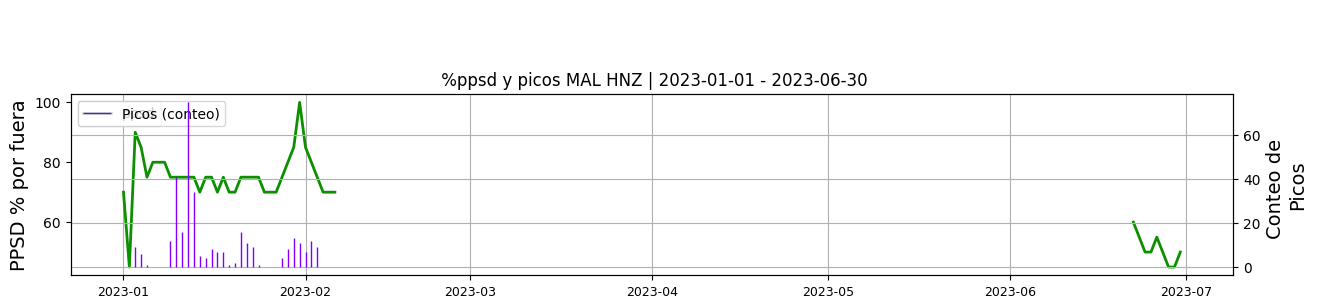 %ppsd y picos MAL HNZ | 2023-01-01 - 2023-06-30
PPSD % por fuera
100
80
60
Picos (conteo)
60
40
20
0
Conteo de
Picos
2023-01 2023-02 2023-03 2023-04 2023-05 2023-06 2023-07